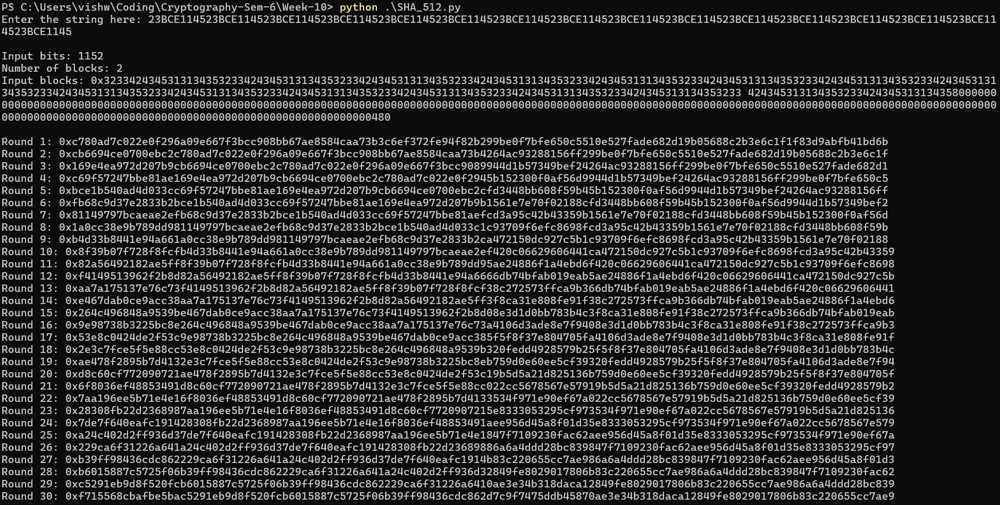 PS C:\Users\vishw\Coding\Cryptography-Sem-6\Week-10> python .\SHA_512.py
Enter the string here: 23BCE114523BCE114523BCE114523BCE114523BCE114523BCE114523BCE114523BCE114523BCE114523BCE114523BCE114523BCE114523BCE114523BCE114523BCE11
4523BCE1145
Input bits: 1152
Number of blocks: 2
Input blocks: 0x32334243453131343532334243453131343532334243453131343532334243453131343532334243453131343532334243453131343532334243453131343532334243453131
34353233424345313134353233424345313134353233424345313134353233424345313134353233424345313134353233424345313134353233 424345313134353233424345313134358000000
000000000000000000000000000000000000000000000000000000000000000000000000000000000000000000000000000000000000000000000000000000000000000000000000000000000000
0000000000000000000000000000000000000000000000000000000000480
Round 1: 0xc780ad7c022e0f296a09e667f3bcc908bb67ae8584caa73b3c6ef372fe94f82b299be0f7bfe650c5510e527fade682d19b05688c2b3e6c1f1f83d9abfb41bd6b
Round 2: 0xcb6694ce0700ebc2c780ad7c022e0f296a09e667f3bcc908bb67ae8584caa73b4264ac93288156ff299be0f7bfe650c5510e527fade682d19b05688c2b3e6c1f
Round 3: 0x169e4ea972d207b9cb6694ce0700ebc2c780ad7c022e0f296a09e667f3bcc9089944d1b57349bef24264ac93288156ff299be0f7bfe650c5510e527fade682d1
Round 4: 0xc69f57247bbe81ae169e4ea972d207b9cb6694ce0700ebc2c780ad7c022e0f2945b152300f0af56d9944d1b57349bef24264ac93288156ff299be0f7bfe650c5
Round 5: 0xbce1b540ad4d033cc69f57247bbe81ae169e4ea972d207b9cb6694ce0700ebc2cfd3448bb608f59b45b152300f0af56d9944d1b57349bef24264ac93288156ff
Round 6: 0xfb68c9d37e2833b2bce1b540ad4d033cc69f57247bbe81ae169e4ea972d207b9b1561e7e70f02188cfd3448bb608f59b45b152300f0af56d9944d1b57349bef2
Round 7: 0x81149797bcaeae2efb68c9d37e2833b2bce1b540ad4d033cc69f57247bbe81aefcd3a95c42b43359b1561e7e70f02188cfd3448bb608f59b45b152300f0af56d
Round 8: 0x1a0cc38e9b789dd981149797bcaeae2efb68c9d37e2833b2bce1b540ad4d033c1c93709f6efc8698fcd3a95c42b43359b1561e7e70f02188cfd3448bb608f59b
Round 9: 0xb4d33b8441e94a661a0cc38e9b789dd981149797bcaeae2efb68c9d37e2833b2ca472150dc927c5b1c93709f6efc8698fcd3a95c42b43359b1561e7e70f02188
Round 10: 0x8f39b07f728f8fcfb4d33b8441e94a661a0cc38e9b789dd981149797bcaeae2ef420c06629606441ca472150dc927c5b1c93709f6efc8698fcd3a95c42b43359
Round 11: 0x82a56492182ae5ff8f39b07f728f8fcfb4d33b8441e94a661a0cc38e9b789dd95ae24886f1a4ebd6f420c06629606441ca472150dc927c5b1c93709f6efc8698
Round 12: 0xf4149513962f2b8d82a56492182ae5ff8f39b07f728f8fcfb4d33b8441e94a6666db74bfab019eab5ae24886f1a4ebd6f420c06629606441ca472150dc927c5b
Round 13: 0xaa7a175137e76c73f4149513962f2b8d82a56492182ae5ff8f39b07f728f8fcf38c272573ffca9b366db74bfab019eab5ae24886f1a4ebd6f420c06629606441
Round 14: 0xe467dab0ce9acc38aa7a175137e76c73f4149513962f2b8d82a56492182ae5ff3f8ca31e808fe91f38c272573ffca9b366db74bfab019eab5ae24886f1a4ebd6
Round 15: 0x264c496848a9539be467dab0ce9acc38aa7a175137e76c73f4149513962f2b8d08e3d1d0bb783b4c3f8ca31e808fe91f38c272573ffca9b366db74bfab019eab
Round 16: 0x9e98738b3225bc8e264c496848a9539be467dab0ce9acc38aa7a175137e76c73a4106d3ade8e7f9408e3d1d0bb783b4c3f8ca31e808fe91f38c272573ffca9b3
Round 17: 0x53e8c0424de2f53c9e98738b3225bc8e264c496848a9539be467dab0ce9acc385f5f8f37e804705fa4106d3ade8e7f9408e3d1d0bb783b4c3f8ca31e808fe91f
Round 18: 0x2e3c7fce5f5e88cc53e8c0424de2f53c9e98738b3225bc8e264c496848a9539b320fedd4928579b25f5f8f37e804705fa4106d3ade8e7f9408e3d1d0bb783b4c
Round 19: 0xae478f2895b7d4132e3c7fce5f5e88cc53e8c0424de2f53c9e98738b3225bc8eb759d0e60ee5cf39320fedd4928579b25f5f8f37e804705fa4106d3ade8e7f94
Round 20: 0xd8c60cf772090721ae478f2895b7d4132e3c7fce5f5e88cc53e8c0424de2f53c19b5d5a21d825136b759d0e60ee5cf39320fedd4928579b25f5f8f37e804705f
Round 21: 0x6f8036ef48853491d8c60cf772090721ae478f2895b7d4132e3c7fce5f5e88cc022cc5678567e57919b5d5a21d825136b759d0e60ee5cf39320fedd4928579b2
Round 22: 0x7aa196ee5b71e4e16f8036ef48853491d8c60cf772090721ae478f2895b7d4133534f971e90ef67a022cc5678567e57919b5d5a21d825136b759d0e60ee5cf39
Round 23: 0x28308fb22d2368987aa196ee5b71e4e16f8036ef48853491d8c60cf7720907215e8333053295cf973534f971e90ef67a022cc5678567e57919b5d5a21d825136
Round 24: 0x7de7f640eafc191428308fb22d2368987aa196ee5b71e4e16f8036ef48853491aee956d45a8f01d35e8333053295cf973534f971e90ef67a022cc5678567e579
Round 25: 0xa24c402d2ff936d37de7f640eafc191428308fb22d2368987aa196ee5b71e4e1847f7109230fac62aee956d45a8f01d35e8333053295cf973534f971e90ef67a
Round 26: 0x229ca6f31226a641a24c402d2ff936d37de7f640eafc191428308fb22d23689886a6a4ddd28bc839847f7109230fac62aee956d45a8f01d35e8333053295cf97
Round 27: 0xb39ff98436cdc862229ca6f31226a641a24c402d2ff936d37de7f640eafc1914b83c220655cc7ae986a6a4ddd28bc839847f7109230fac62aee956d45a8f01d3
Round 28: 0xb6015887c5725f06b39ff98436cdc862229ca6f31226a641a24c402d2ff936d32849fe8029017806b83c220655cc7ae986a6a4ddd28bc839847f7109230fac62
Round 29: 0xc5291eb9d8f520fcb6015887c5725f06b39ff98436cdc862229ca6f31226a6410ae3e34b318daca12849fe8029017806b83c220655cc7ae986a6a4ddd28bc839
Round 30: 0xf715568cbafbe5bac5291eb9d8f520fcb6015887c5725f06b39ff98436cdc862d7c9f7475ddb45870ae3e34b318daca12849fe8029017806b83c220655cc7ae9